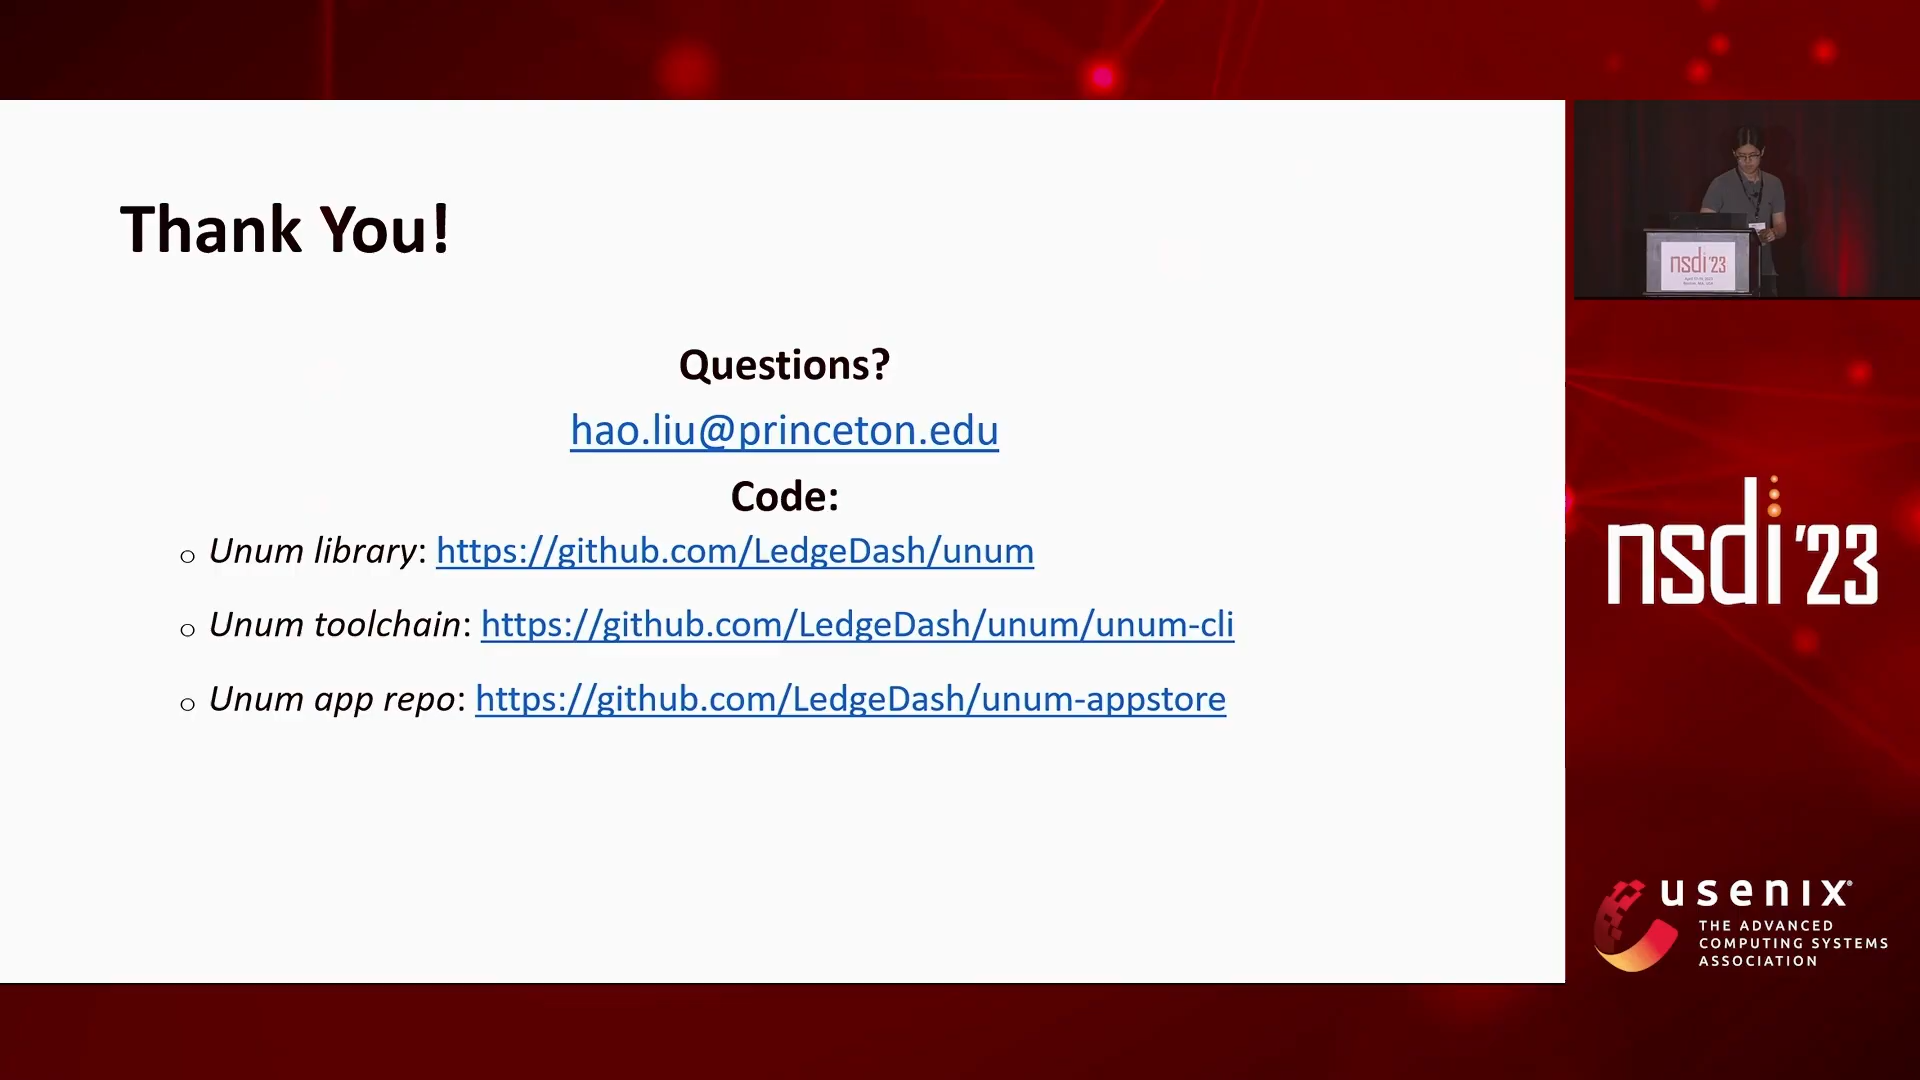 Thank You!
Questions?
hao.liu@princeton.edu
Code:
Unum library: https://github.com/LedgeDash/unum
Unum toolchain: https://github.com/LedgeDash/unum/unum-cli
Unum app repo: https://github.com/LedgeDash/unum-appstore
nsdi '23
nsdi '23
usenix®
THE ADVANCED
COMPUTING SYSTEMS
ASSOCIATION